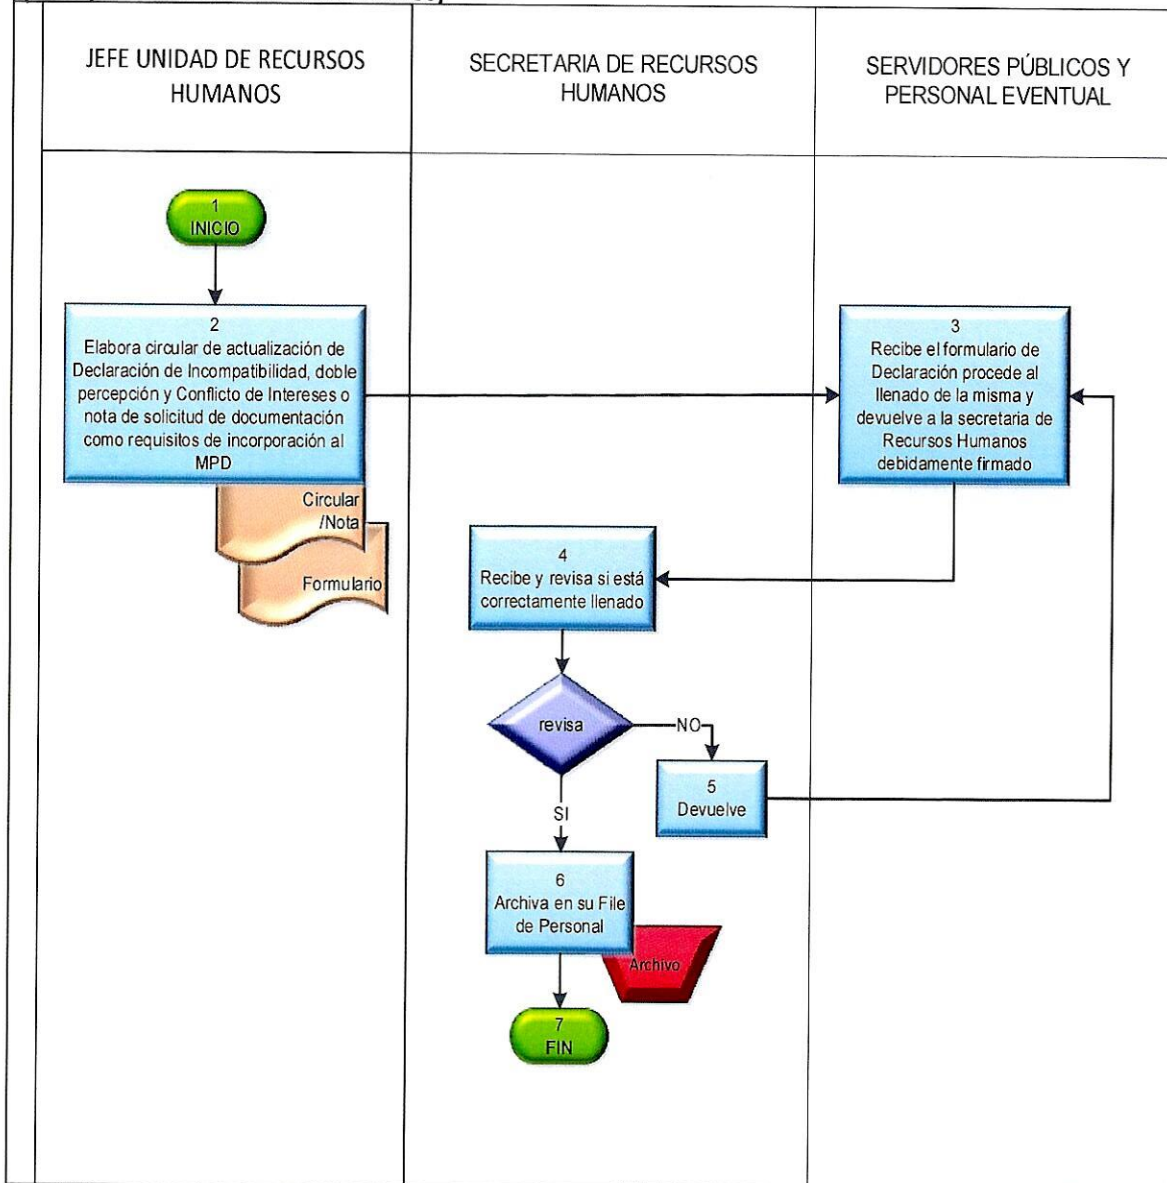 JEFE UNIDAD DE RECURSOS
HUMANOS
SECRETARIA DE RECURSOS
HUMANOS
SERVIDORES PÚBLICOS Y
PERSONAL EVENTUAL
1
INICIO
2
Elabora circular de actualización de
Declaración de Incompatibilidad, doble
percepción y Conflicto de Intereses o
nota de solicitud de documentación
como requisitos de incorporación al
MPD
Circular
/Nota
Formulario
3
Recibe el formulario de
Declaración procede al
llenado de la misma y
devuelve a la secretaria de
Recursos Humanos
debidamente firmado
4
Recibe y revisa si está
correctamente llenado
revisa
NO
5
Devuelve
SI
6
Archiva en su File
de Personal
Archivo
7
FIN